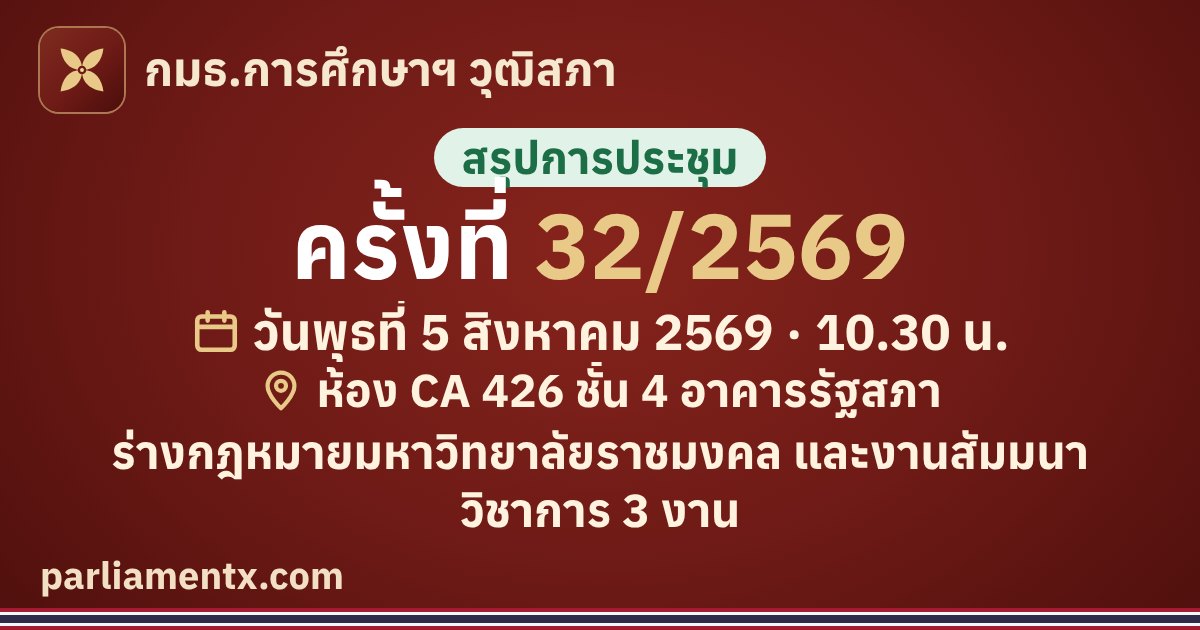 กมธ.การศึกษาฯ วุฒิสภา
สรุปการประชุม
ครั้งที่ 32/2569
วันพุธที่ 5 สิงหาคม 2569 · 10.30 น.
ห้อง CA 426 ชั้น 4 อาคารรัฐสภา
ร่างกฎหมายมหาวิทยาลัยราชมงคล และงานสัมมนา
วิชาการ 3 งาน
parliamentx.com